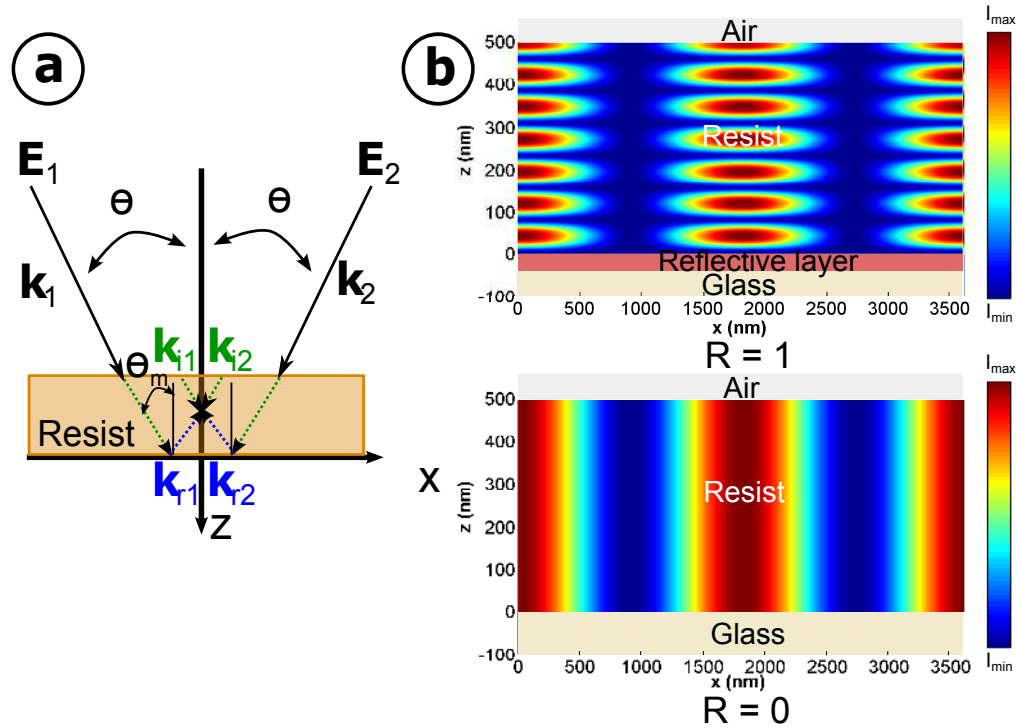 a
E1
E2
Θ
Θ
k1
k2
ki1
ki2
Θm
Resist
kr1
kr2
X
Z
b
Air
500
400
300
200
100
0
-100
z (nm)
Resist
Reflective layer
Glass
0 500 1000 1500 2000 2500 3000 3500
x (nm)
R = 1
Imax
Imin
Air
500
400
300
200
100
0
-100
z (nm)
Resist
Glass
0 500 1000 1500 2000 2500 3000 3500
x (nm)
R = 0
Imax
Imin